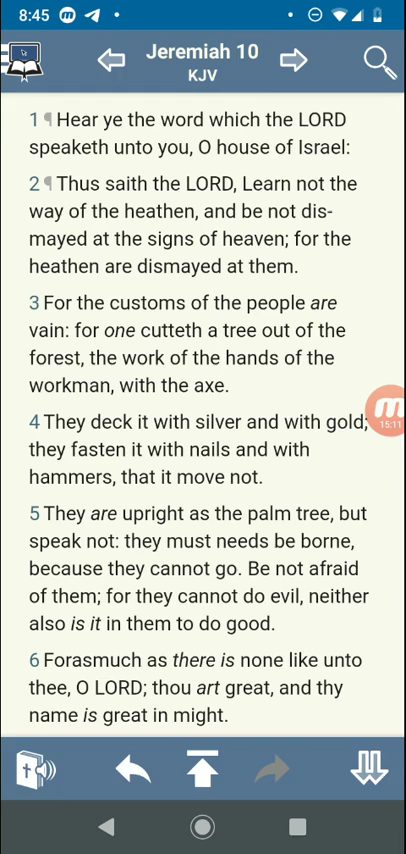 8:45
Jeremiah 10
KJV
1 ¶ Hear ye the word which the LORD
speaketh unto you, O house of Israel:
2 ¶ Thus saith the LORD, Learn not the
way of the heathen, and be not dis-
mayed at the signs of heaven; for the
heathen are dismayed at them.
3 For the customs of the people are
vain: for one cutteth a tree out of the
forest, the work of the hands of the
workman, with the axe.
4 They deck it with silver and with gold;
they fasten it with nails and with
hammers, that it move not.
15:11
5 They are upright as the palm tree, but
speak not: they must needs be borne,
because they cannot go. Be not afraid
of them; for they cannot do evil, neither
also is it in them to do good.
6 Forasmuch as there is none like unto
thee, O LORD; thou art great, and thy
name is great in might.